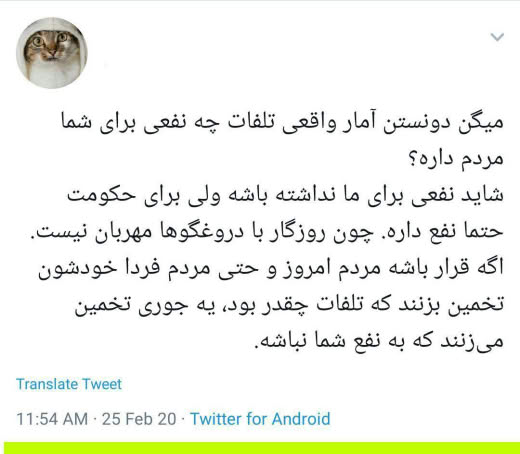 میگن دونستن آمار واقعی تلفات چه نفعی برای شما
مردم داره؟
شاید نفعی برای ما نداشته باشه ولی برای حکومت
حتما نفع داره. چون روزگار با دروغگوها مهربان نیست.
اگه قرار باشه مردم امروز و حتی مردم فردا خودشون
تخمین بزنند که تلفات چقدر بود، یه جوری تخمین
می‌زنند که به نفع شما نباشه.
Translate Tweet
11:54 AM · 25 Feb 20 · Twitter for Android